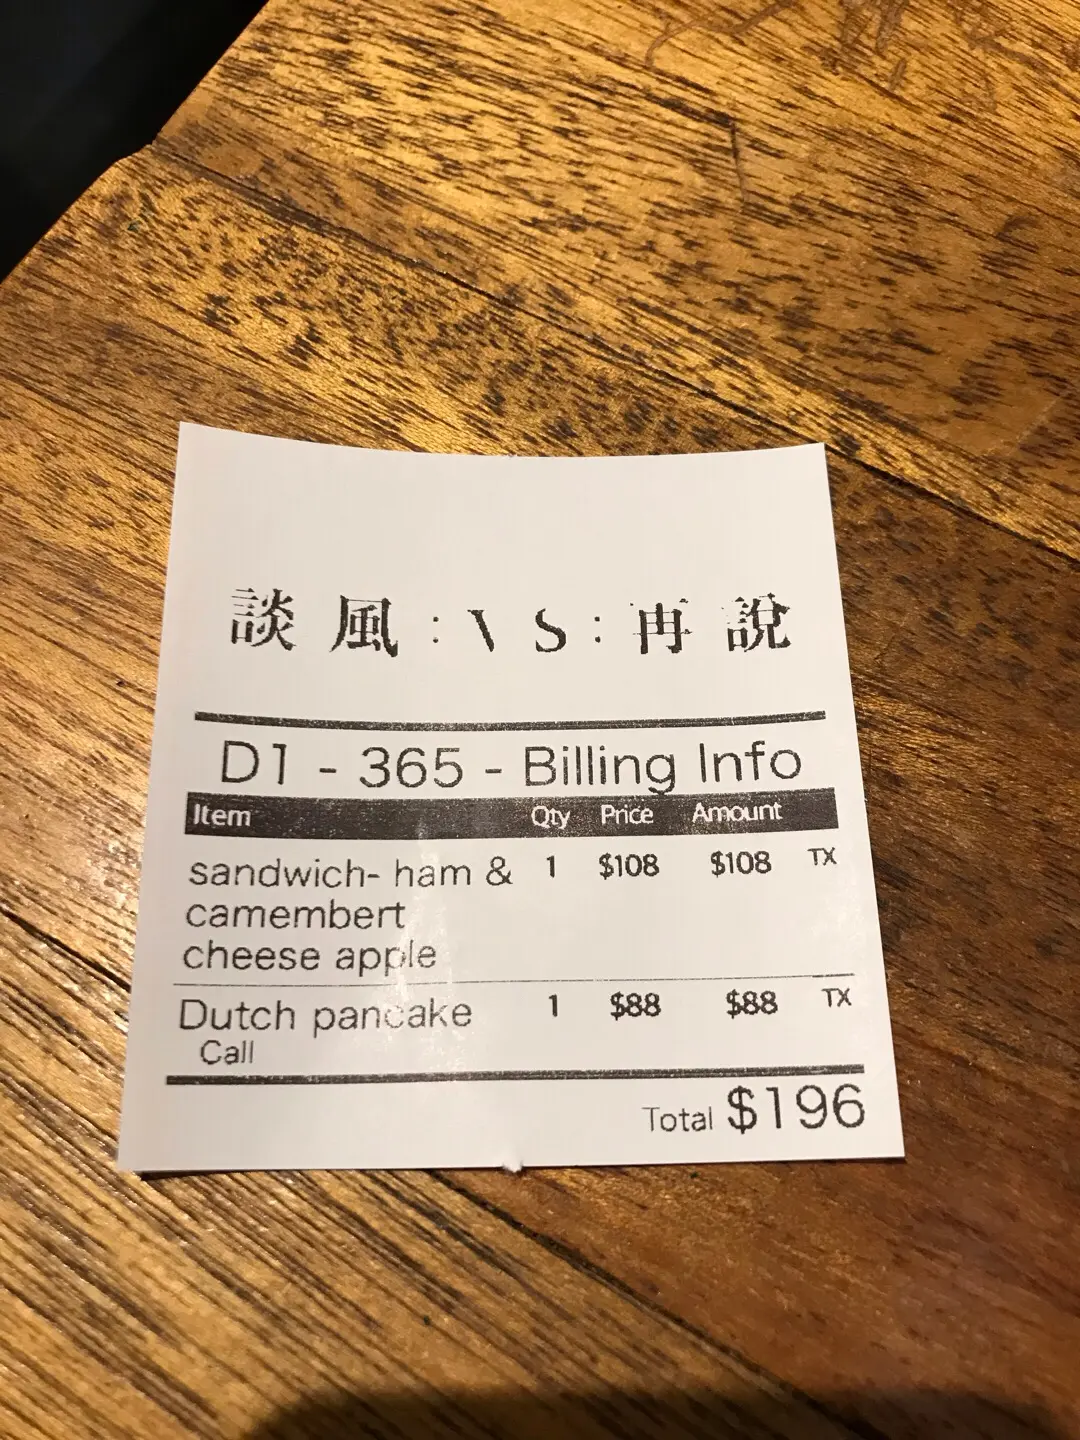 談風:VS:再說
D1 - 365 - Billing Info
Item Qty Price Amount
sandwich- ham & 1 $108 $108 TX
camembert
cheese apple
Dutch pancake 1 $88 $88 TX
Call
Total $196